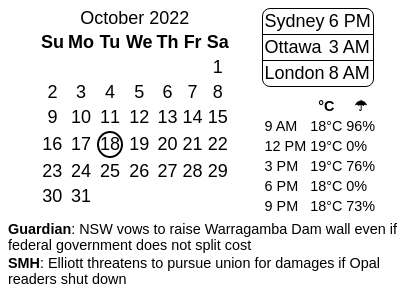 October 2022
Su Mo Tu We Th Fr Sa
1
2 3 4 5 6 7 8
9 10 11 12 13 14 15
16 17 18 19 20 21 22
23 24 25 26 27 28 29
30 31
Sydney 6 PM
Ottawa 3 AM
London 8 AM
°C ☂
9 AM 18°C 96%
12 PM 19°C 0%
3 PM 19°C 76%
6 PM 18°C 0%
9 PM 18°C 73%
Guardian: NSW vows to raise Warragamba Dam wall even if
federal government does not split cost
SMH: Elliott threatens to pursue union for damages if Opal
readers shut down